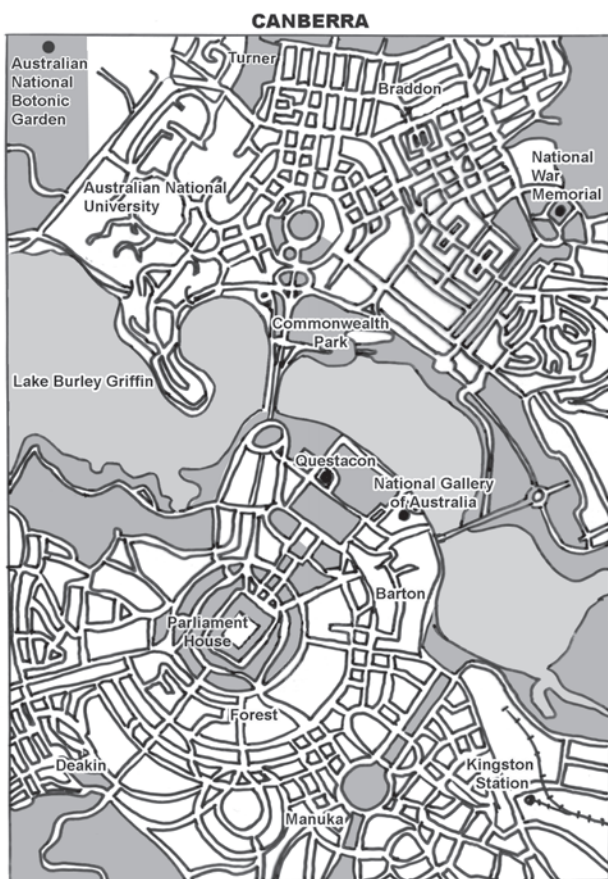 CANBERRA
Australian
National
Botonic
Garden
Turner
Braddon
National
War
Memorial
Australian National
University
Commonwealth
Park
Lake Burley Griffin
Questacon
National Gallery
of Australia
Barton
Parliament
House
Forest
Deakin
Kingston
Station
Manuka